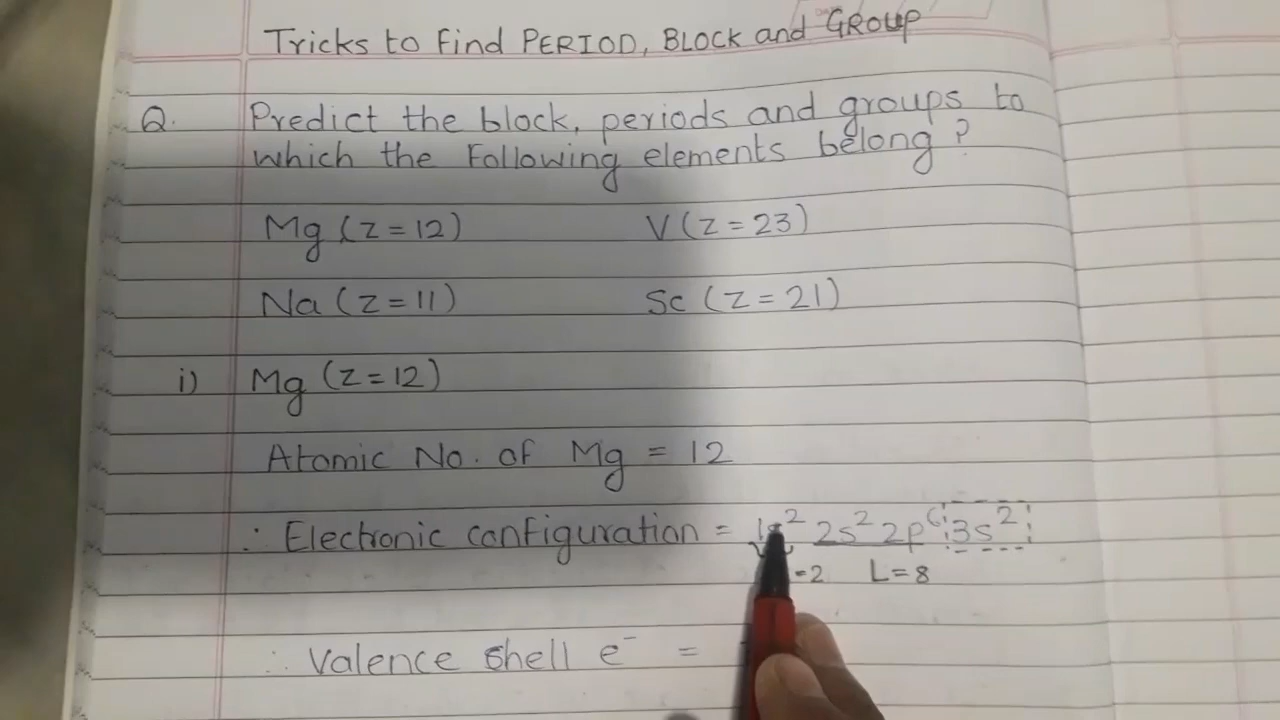 Tricks to find PERIOD, BLOCK and GROUP
Q. Predict the block, periods and groups to
which the following elements belong?
Mg (Z=12) V (Z=23)
Na (Z=11) Sc (Z=21)
i) Mg (Z=12)
Atomic No. of Mg = 12
∴ Electronic configuration = 1s² 2s² 2p⁶ 3s²
=2 L=8
∴ Valence shell e⁻ =